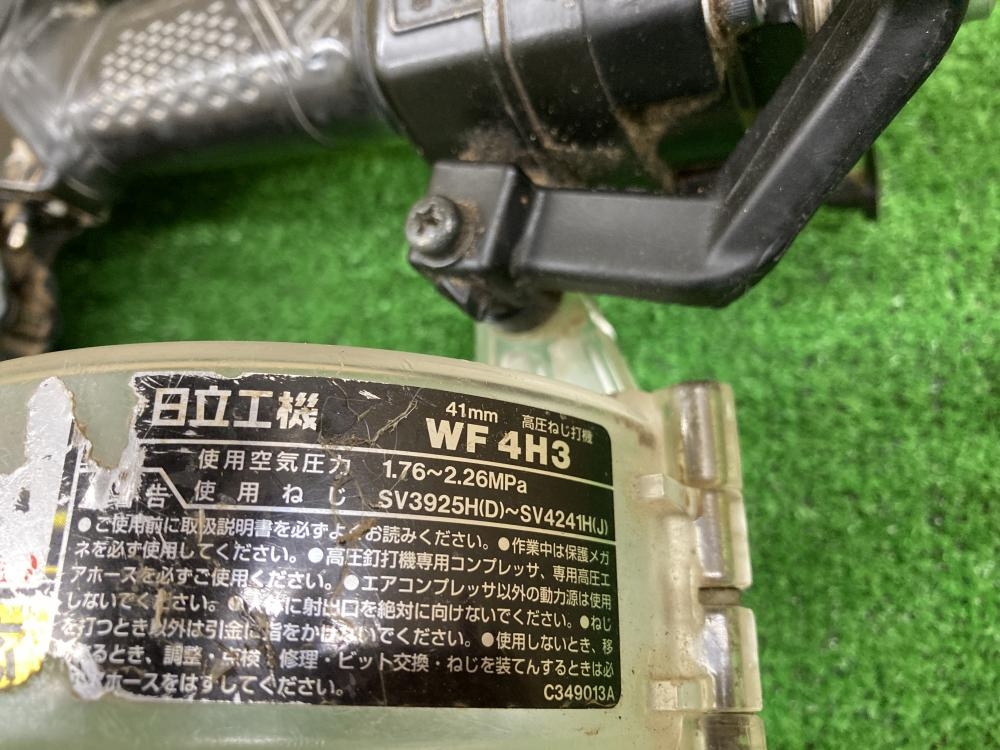 日立工機
41mm 高圧ねじ打機
WF 4H3
使用空気圧力 1.76～2.26MPa
使用ねじ SV3925H(D)～SV4241H(J)
告
●ご使用前に取扱説明書を必ずよくお読みください。●作業中は保護メガ
ネを必ず使用してください。●高圧釘打機専用コンプレッサ、専用高圧エ
アホースを必ずご使用ください。●エアコンプレッサ以外の動力源は使用
しないでください。●人体に射出口を絶対に向けないでください。●ねじ
を打つとき以外は引金に指をかけないでください。●使用しないとき、移
るとき、調整・点検・修理・ビット交換・ねじを装てんするときは必
アホースをはずしてください。
C349013A